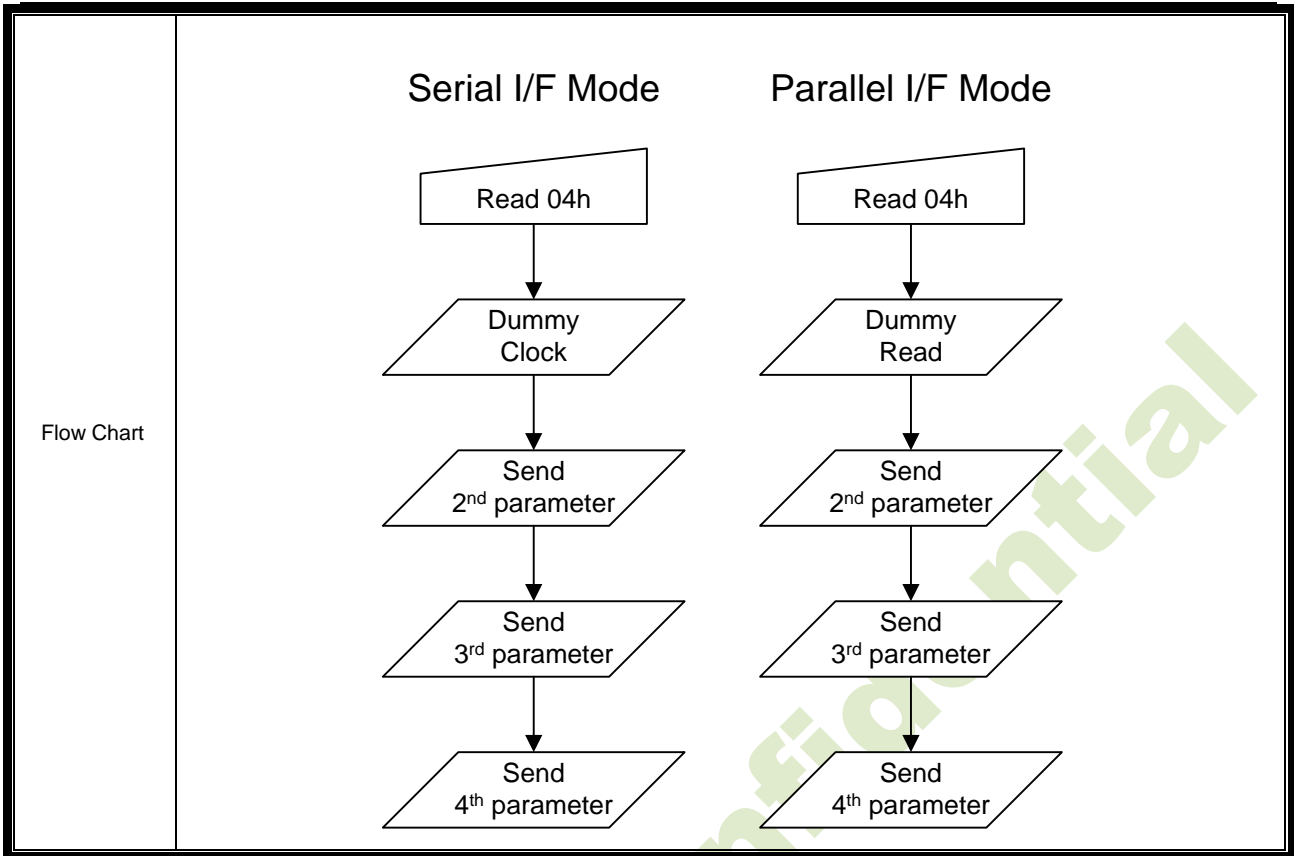 Flow Chart
Serial I/F Mode
Read 04h
Dummy
Clock
Send
2nd parameter
Send
3rd parameter
Send
4th parameter
Parallel I/F Mode
Read 04h
Dummy
Read
Send
2nd parameter
Send
3rd parameter
Send
4th parameter